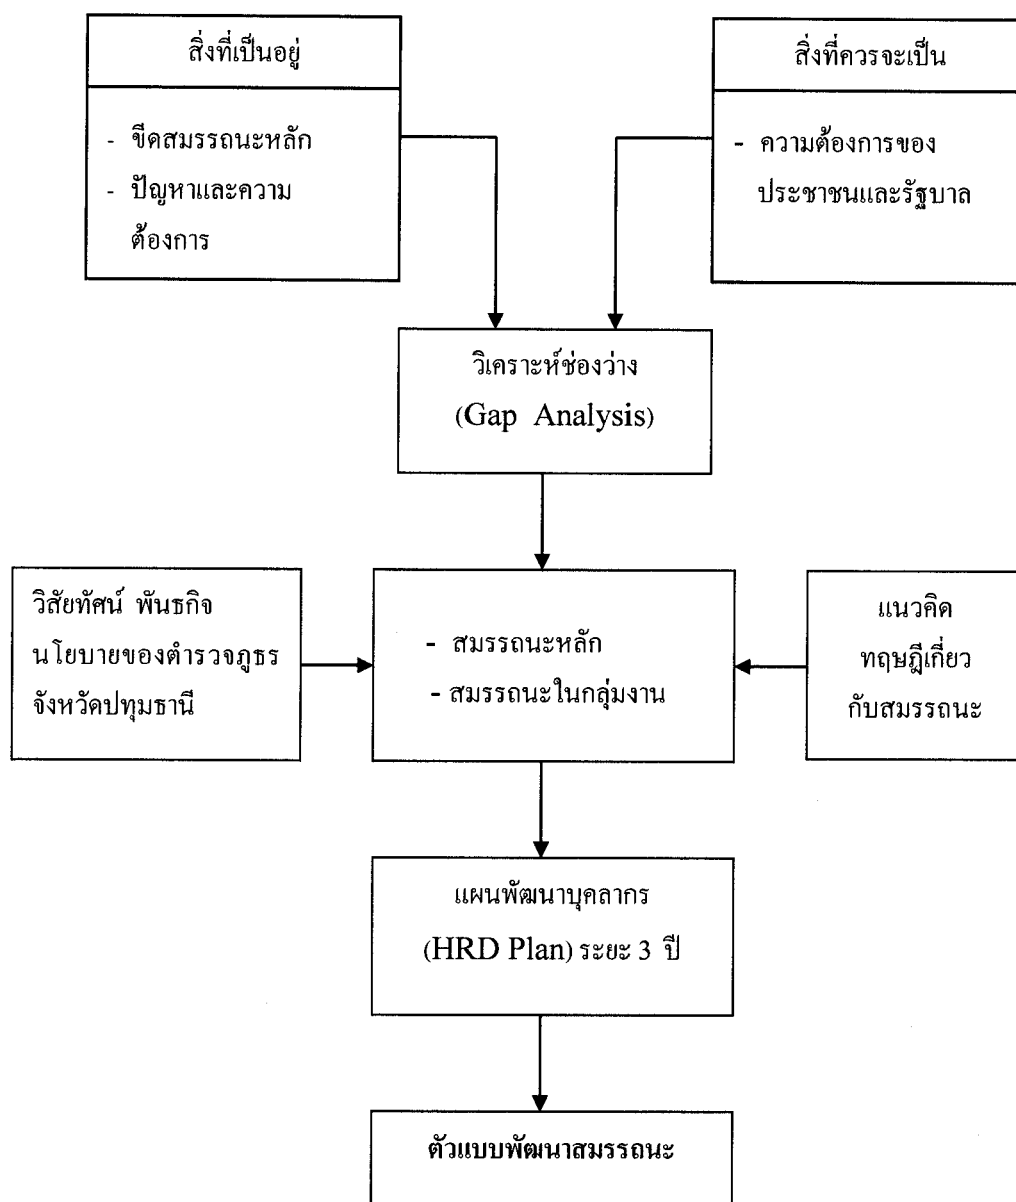 สิ่งที่เป็นอยู่
- ขีดสมรรถนะหลัก
- ปัญหาและความ
ต้องการ
สิ่งที่ควรจะเป็น
- ความต้องการของ
ประชาชนและรัฐบาล
วิเคราะห์ช่องว่าง
(Gap Analysis)
วิสัยทัศน์ พันธกิจ
นโยบายของตำรวจภูธร
จังหวัดปทุมธานี
- สมรรถนะหลัก
- สมรรถนะในกลุ่มงาน
แนวคิด
ทฤษฎีเกี่ยว
กับสมรรถนะ
แผนพัฒนาบุคลากร
(HRD Plan) ระยะ 3 ปี
ตัวแบบพัฒนาสมรรถนะ